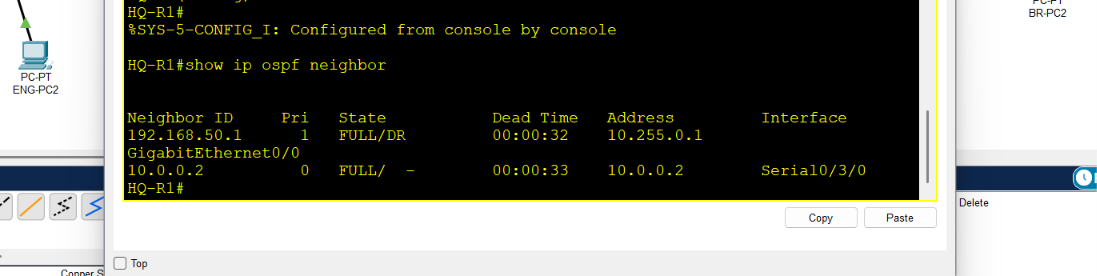 HQ-R1#
%SYS-5-CONFIG_I: Configured from console by console
HQ-R1#show ip ospf neighbor
Neighbor ID Pri State Dead Time Address Interface
192.168.50.1 1 FULL/DR 00:00:32 10.255.0.1
GigabitEthernet0/0
10.0.0.2 0 FULL/ - 00:00:33 10.0.0.2 Serial0/3/0
HQ-R1#
PC-PT
ENG-PC2
PC-PT
BR-PC2
Copy
Paste
Delete
Top